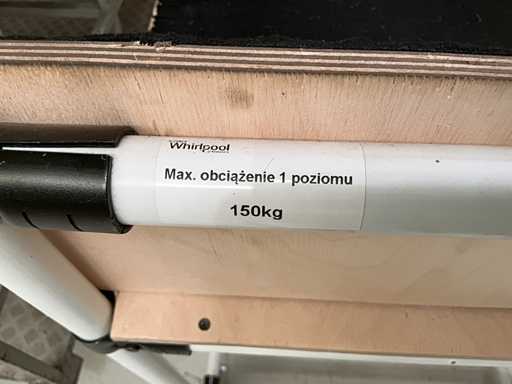 Whirlpool
Max. obciążenie 1 poziomu
150kg